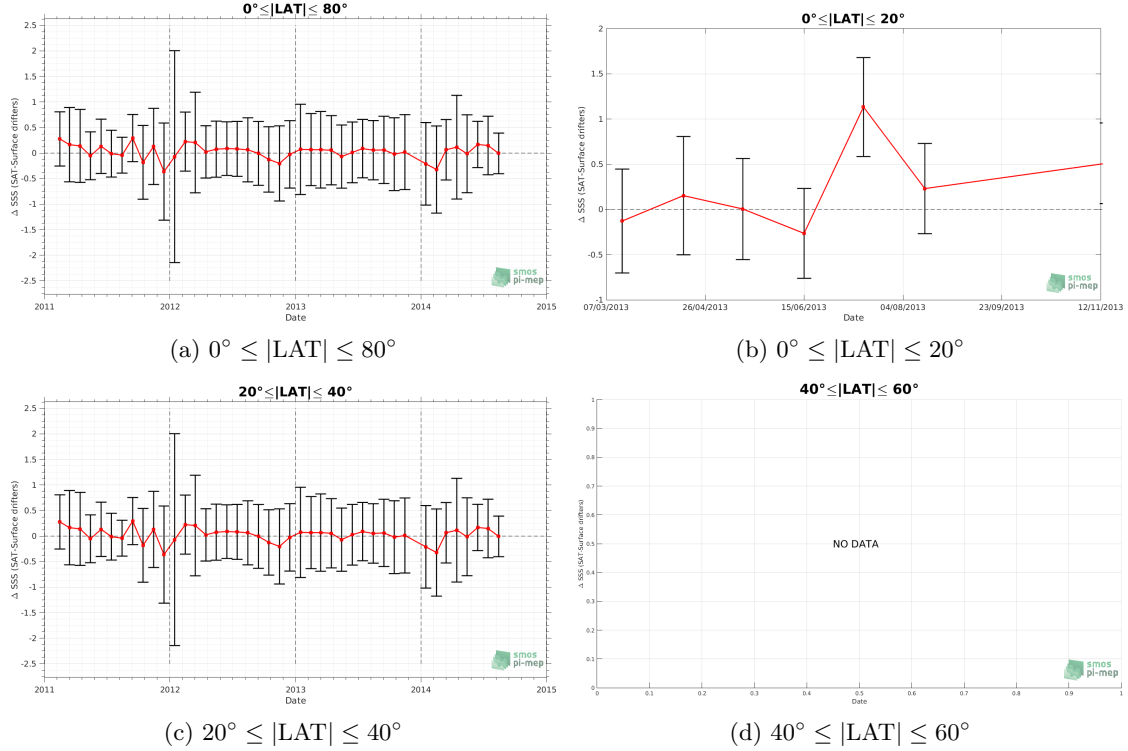 0°≤|LAT|≤ 80°
2.5
2
1.5
1
0.5
0
-0.5
-1
-1.5
-2
-2.5
Δ SSS (SAT-Surface drifters)
2011
2012
2013
2014
2015
Date
smos
pi-mep
(a) 0° ≤ |LAT| ≤ 80°
0°≤|LAT|≤ 20°
2
1.5
1
0.5
0
-0.5
-1
Δ SSS (SAT-Surface drifters)
07/03/2013
26/04/2013
15/06/2013
04/08/2013
23/09/2013
12/11/2013
Date
smos
pi-mep
(b) 0° ≤ |LAT| ≤ 20°
20°≤|LAT|≤ 40°
2.5
2
1.5
1
0.5
0
-0.5
-1
-1.5
-2
-2.5
Δ SSS (SAT-Surface drifters)
2011
2012
2013
2014
2015
Date
smos
pi-mep
(c) 20° ≤ |LAT| ≤ 40°
40°≤|LAT|≤ 60°
1
0.9
0.8
0.7
0.6
0.5
0.4
0.3
0.2
0.1
0
Δ SSS (SAT-Surface drifters)
NO DATA
0
0.1
0.2
0.3
0.4
0.5
0.6
0.7
0.8
0.9
1
Date
smos
pi-mep
(d) 40° ≤ |LAT| ≤ 60°